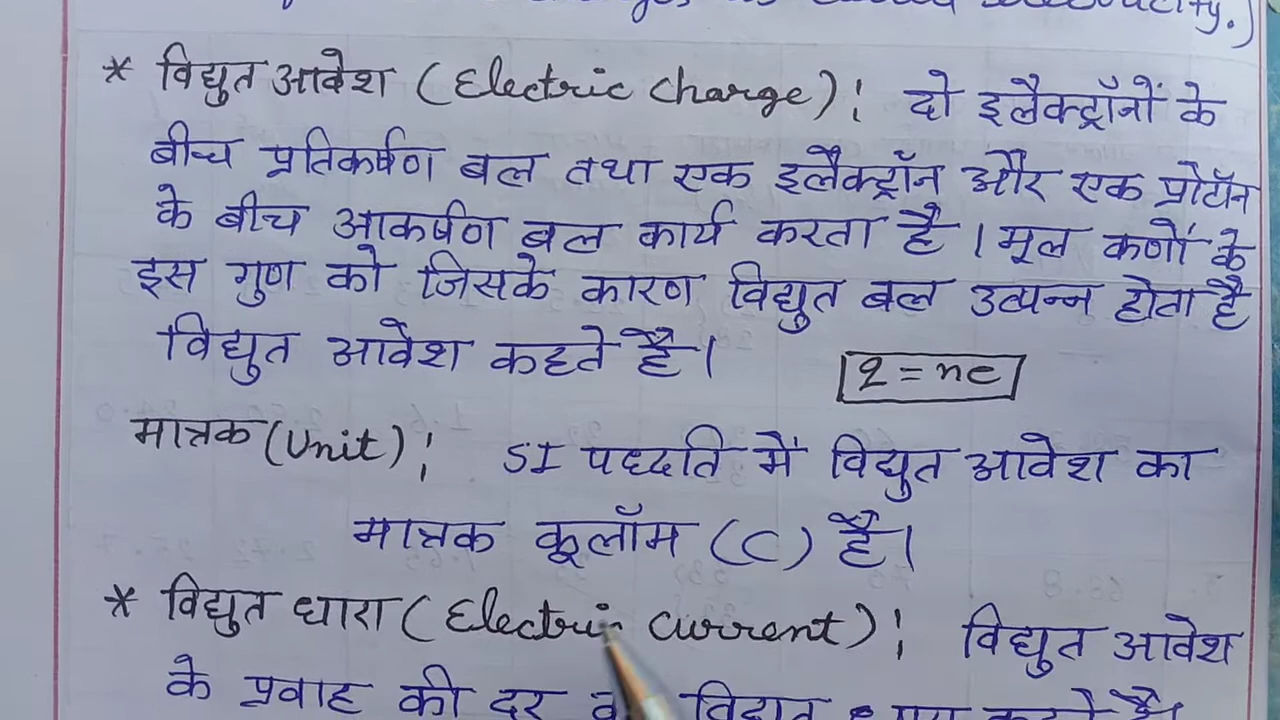 * विद्युत आवेश (Electric Charge): दो इलैक्ट्रॉनों के
बीच प्रतिकर्षण बल तथा एक इलैक्ट्रॉन और एक प्रोटॉन
के बीच आकर्षण बल कार्य करता है। मूल कणों के
इस गुण को जिसके कारण विद्युत बल उत्पन्न होता है
विद्युत आवेश कहते है।
q = ne
मात्रक (Unit): SI पद्धति में विद्युत आवेश का
मात्रक कूलॉम (C) है।
* विद्युत धारा (Electric Current): विद्युत आवेश
के प्रवाह की दर